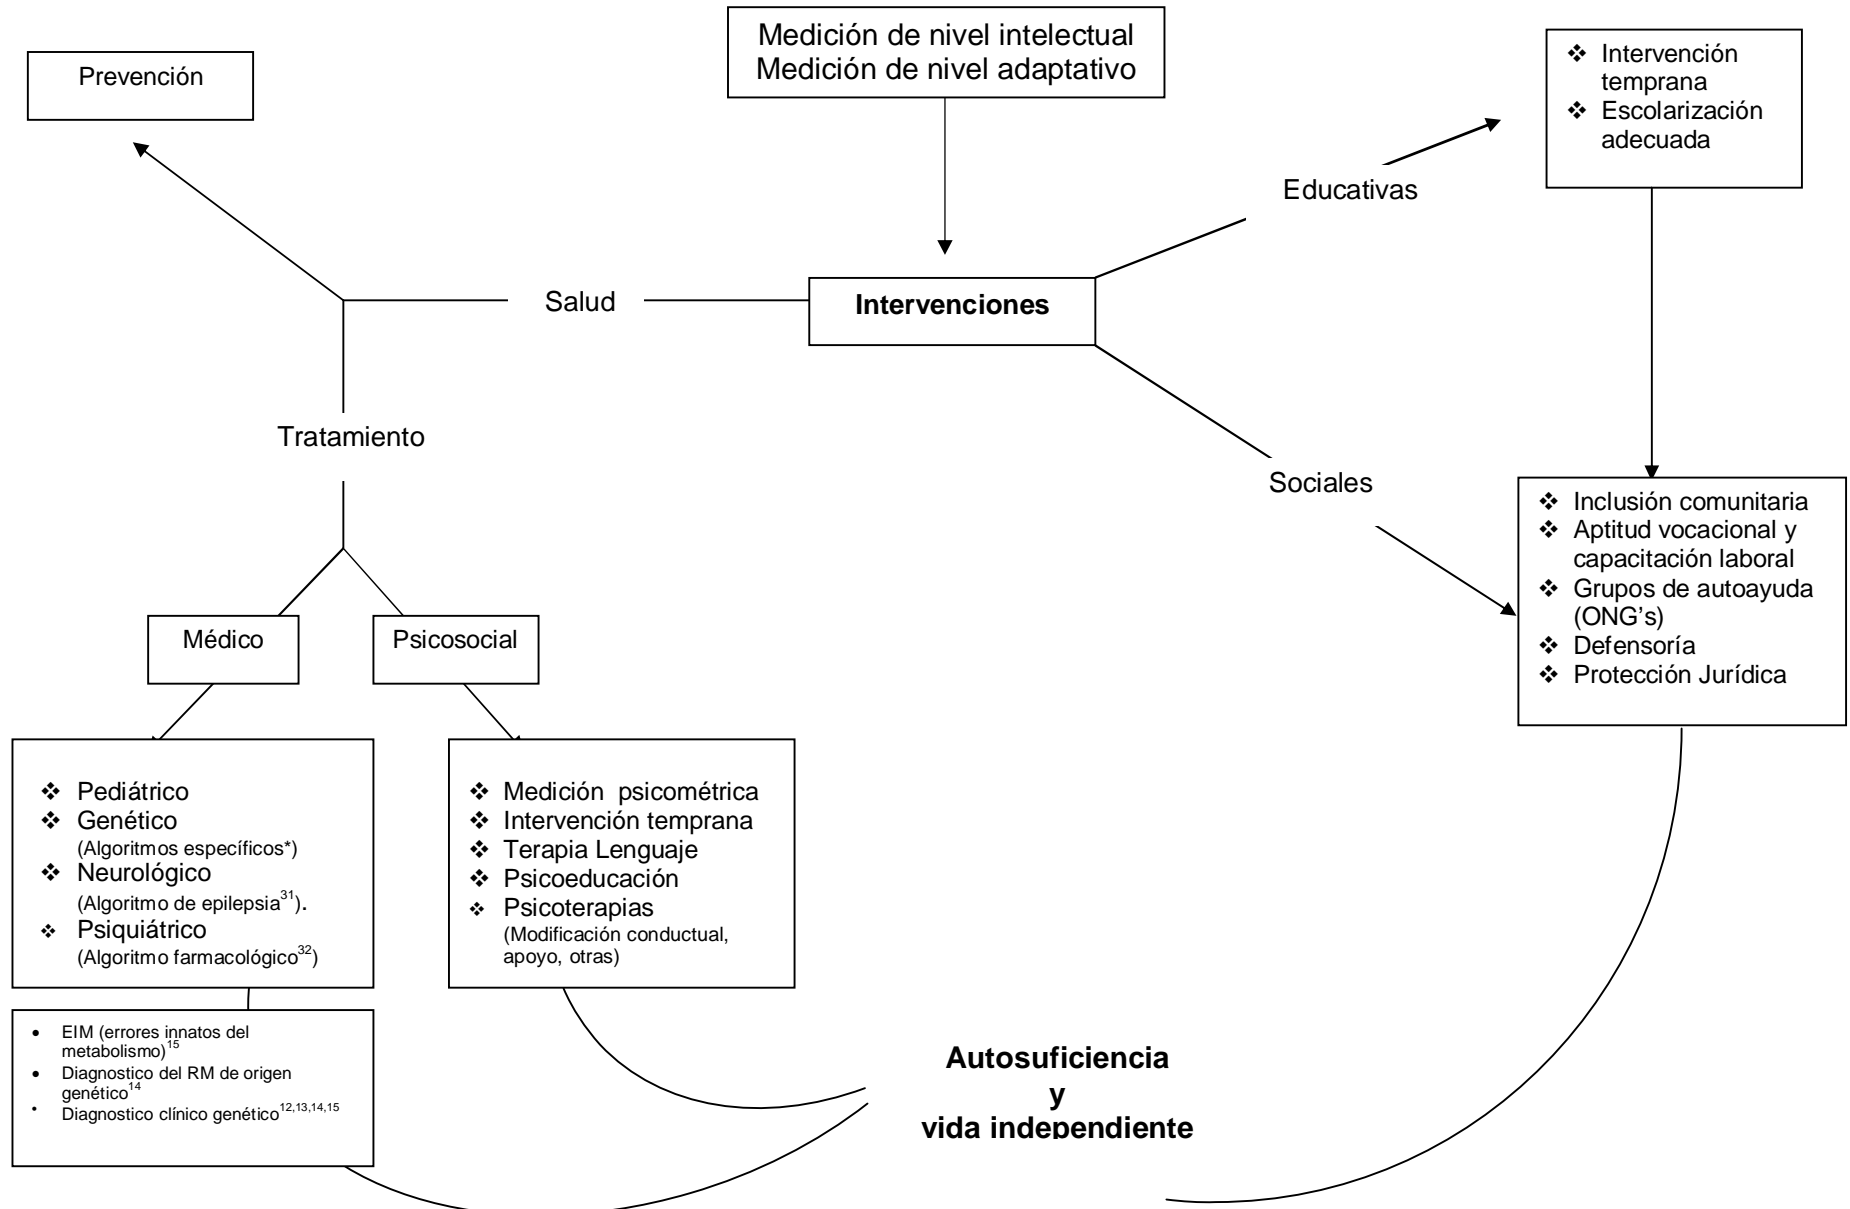 Medición de nivel intelectual
Medición de nivel adaptativo
Prevención
❖ Intervención
temprana
❖ Escolarización
adecuada
Educativas
Salud
Intervenciones
Tratamiento
Sociales
❖ Inclusión comunitaria
❖ Aptitud vocacional y
capacitación laboral
❖ Grupos de autoayuda
(ONG’s)
❖ Defensoría
❖ Protección Jurídica
Médico
Psicosocial
❖ Pediátrico
❖ Genético
(Algoritmos específicos*)
❖ Neurológico
(Algoritmo de epilepsia31).
❖ Psiquiátrico
(Algoritmo farmacológico32)
❖ Medición psicométrica
❖ Intervención temprana
❖ Terapia Lenguaje
❖ Psicoeducación
❖ Psicoterapias
(Modificación conductual,
apoyo, otras)
• EIM (errores innatos del
metabolismo)15
• Diagnostico del RM de origen
genético14
• Diagnostico clínico genético12,13,14,15
Autosuficiencia
y
vida independiente